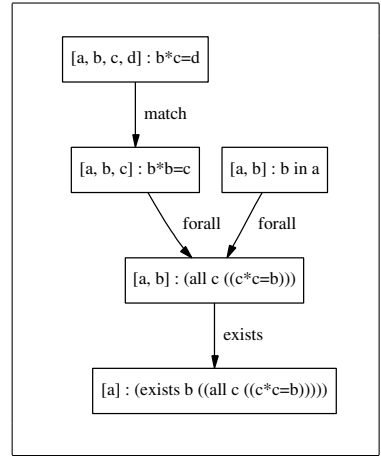 [a, b, c, d] : b*c=d
match
[a, b, c] : b*b=c
[a, b] : b in a
forall
forall
[a, b] : (all c ((c*c=b)))
exists
[a] : (exists b ((all c ((c*c=b)))))